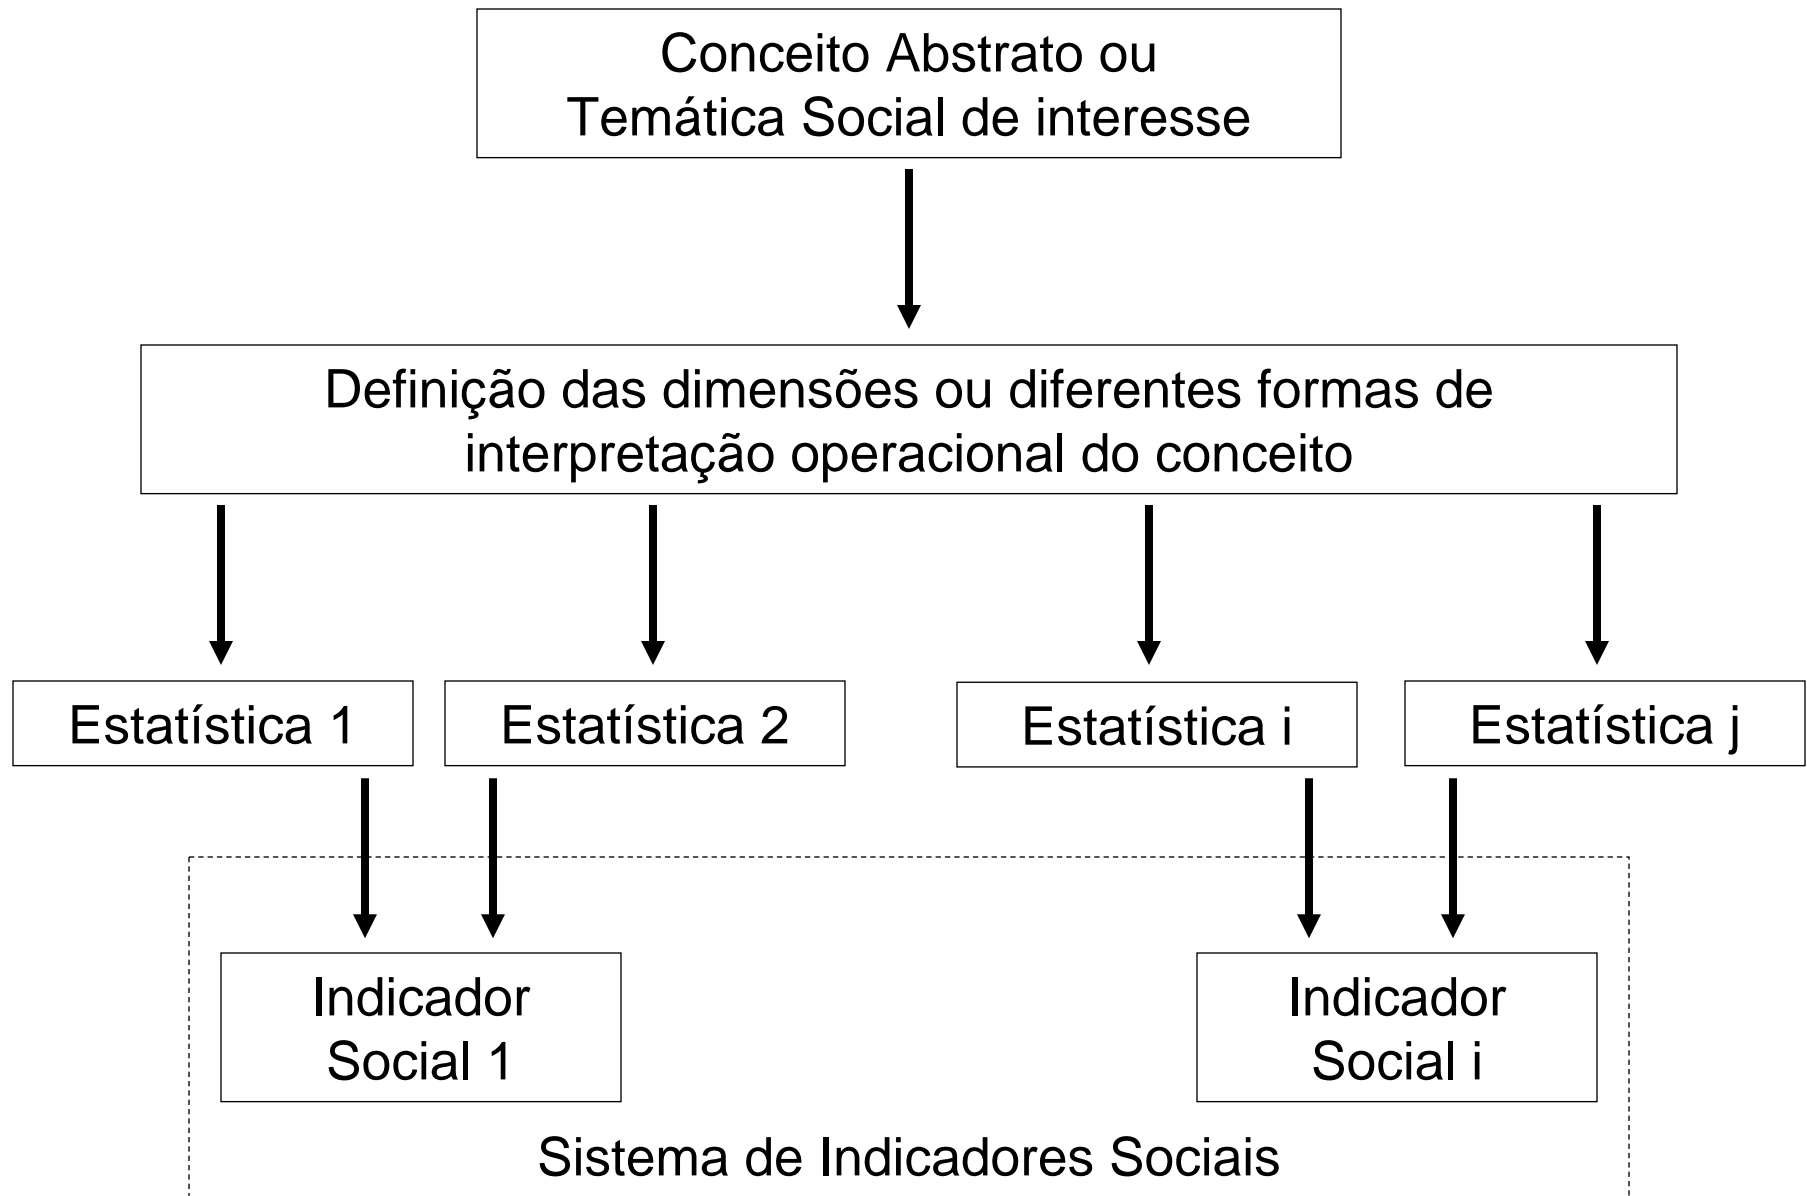 Conceito Abstrato ou
Temática Social de interesse
Definição das dimensões ou diferentes formas de
interpretação operacional do conceito
Estatística 1
Estatística 2
Estatística i
Estatística j
Indicador
Social 1
Indicador
Social i
Sistema de Indicadores Sociais